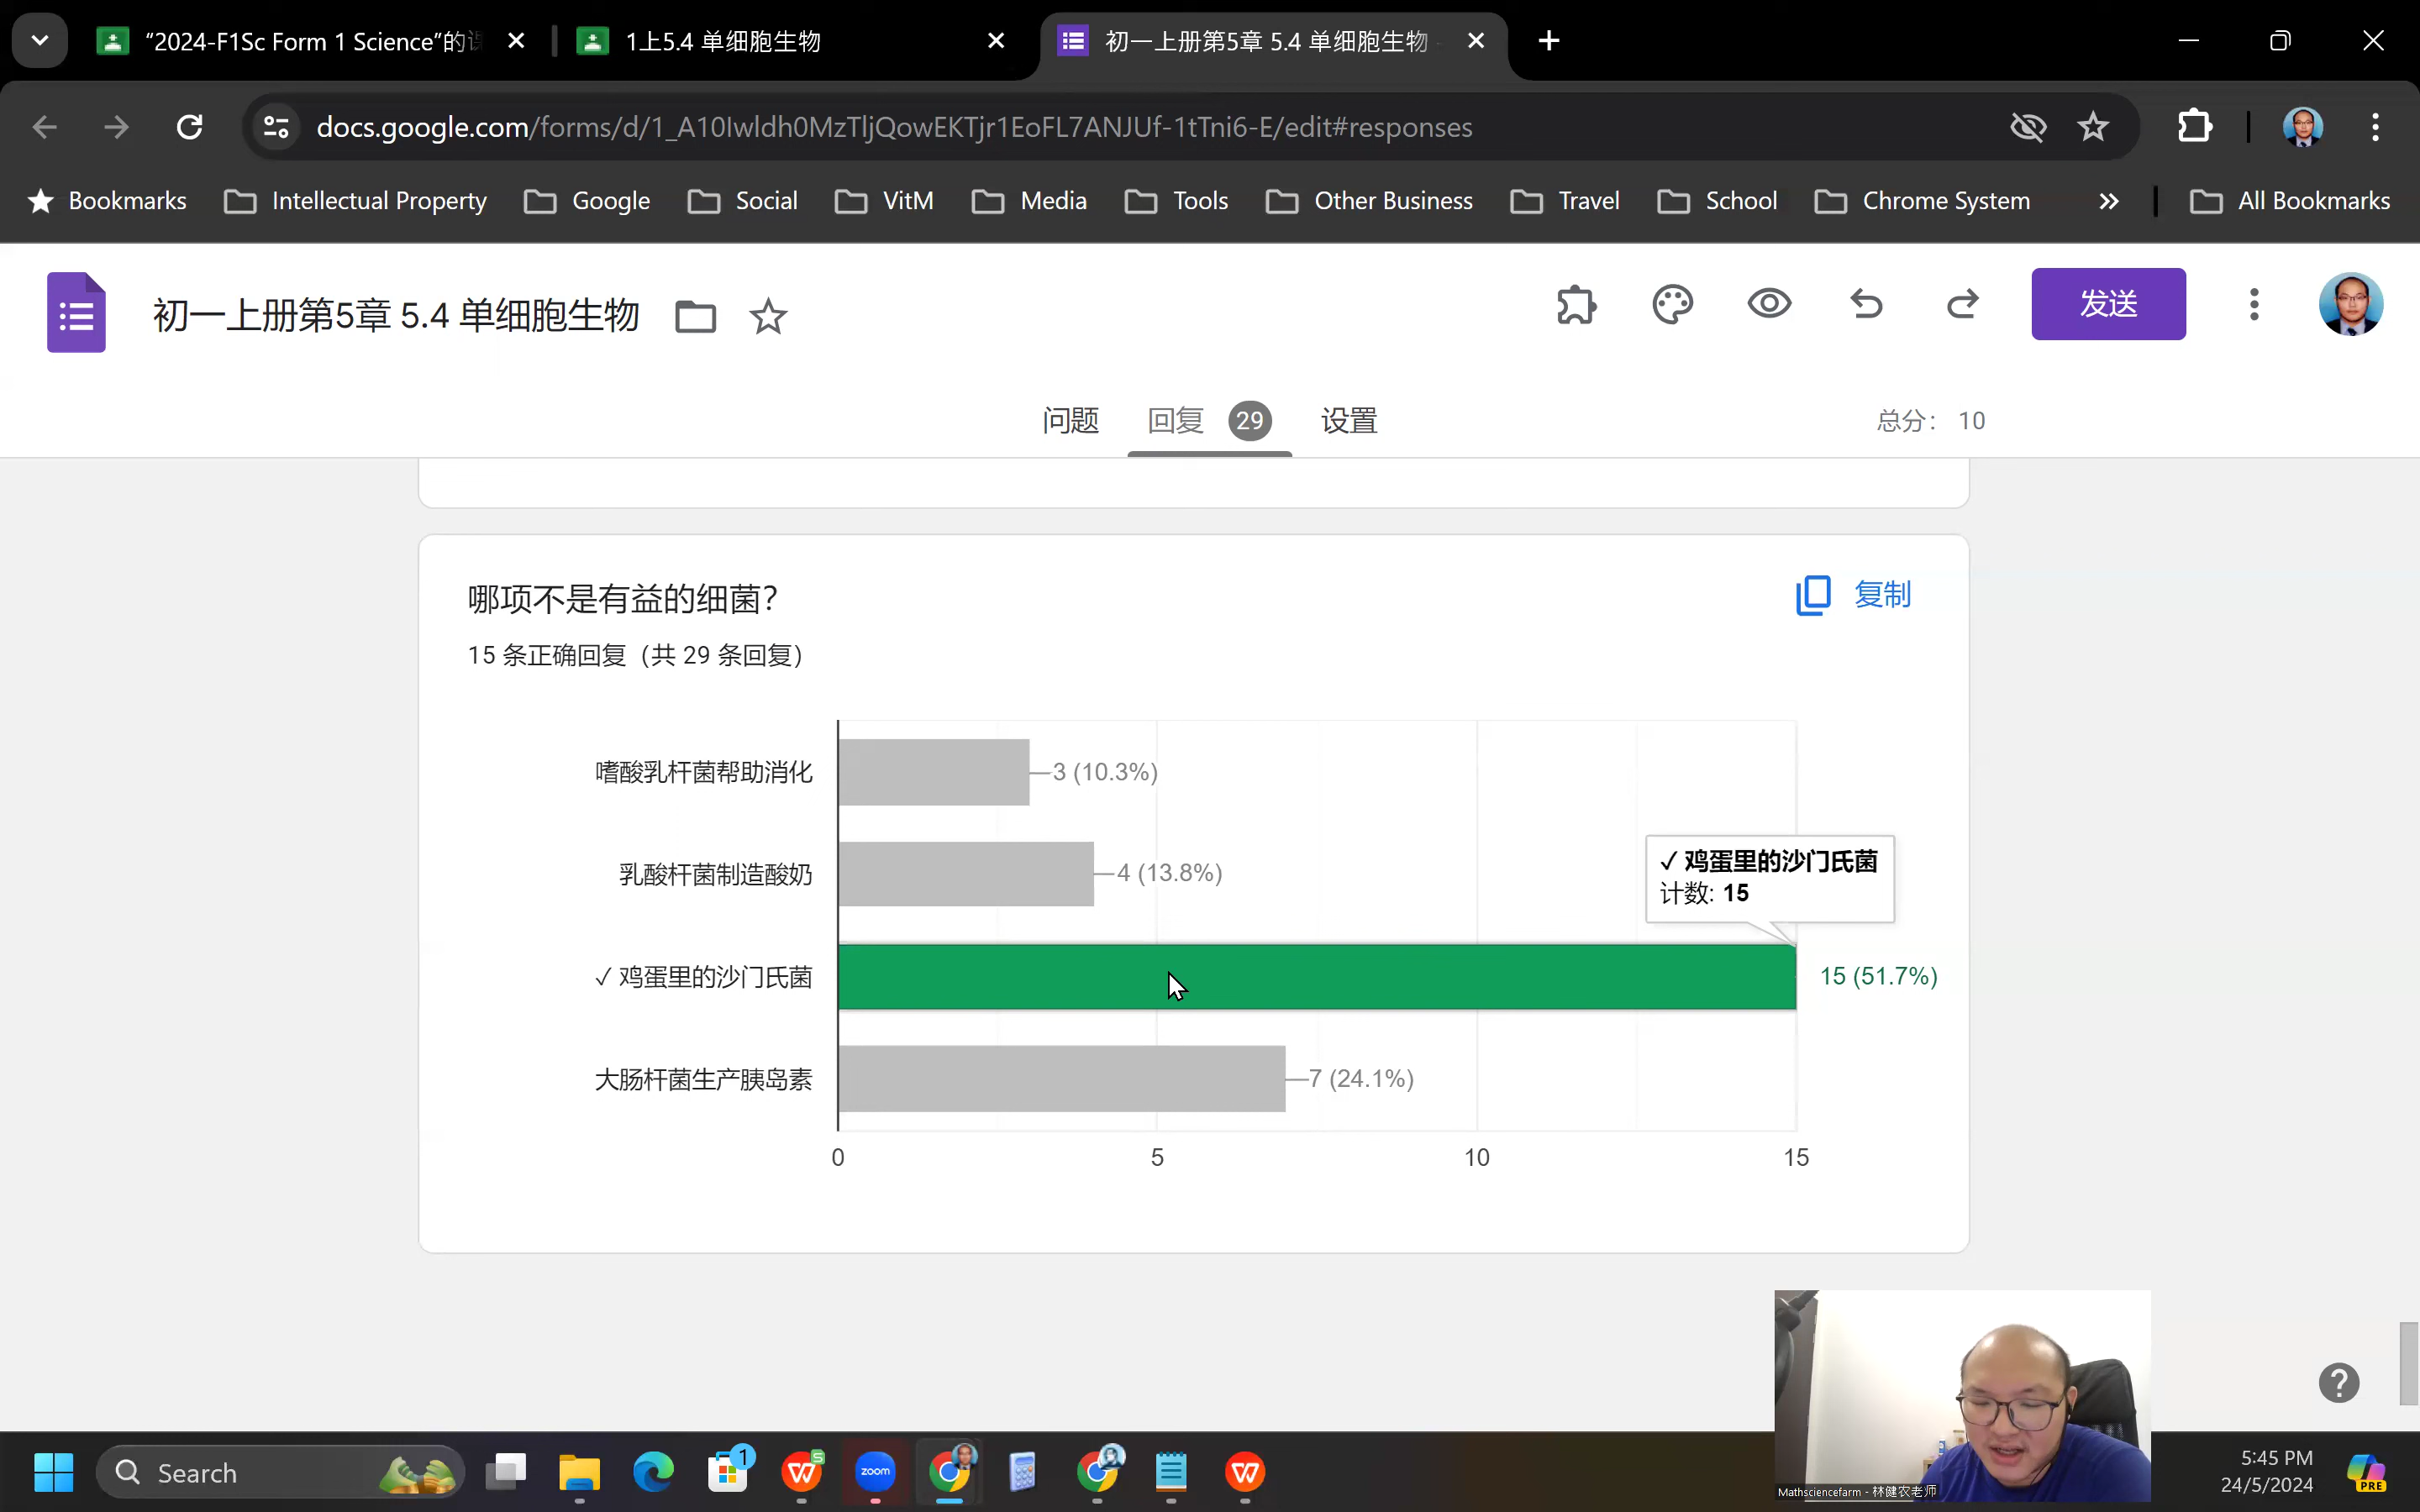 “2024-F1Sc Form 1 Science”的
1上5.4 单细胞生物
初一上册第5章 5.4 单细胞生物
docs.google.com/forms/d/1_A10Iwldh0MzTljQowEKTjr1EoFL7ANJUf-1tTni6-E/edit#responses
Bookmarks Intellectual Property Google Social VitM Media Tools Other Business Travel School Chrome System » All Bookmarks
初一上册第5章 5.4 单细胞生物
发送
问题 回复 29 设置 总分： 10
哪项不是有益的细菌？
复制
15 条正确回复（共 29 条回复）
嗜酸乳杆菌帮助消化 3 (10.3%)
乳酸杆菌制造酸奶 4 (13.8%)
✓ 鸡蛋里的沙门氏菌
计数: 15
✓ 鸡蛋里的沙门氏菌 15 (51.7%)
大肠杆菌生产胰岛素 7 (24.1%)
0 5 10 15
Mathsciencefarm - 林健农老师
Search
1
zoom
5:45 PM
24/5/2024
PRE